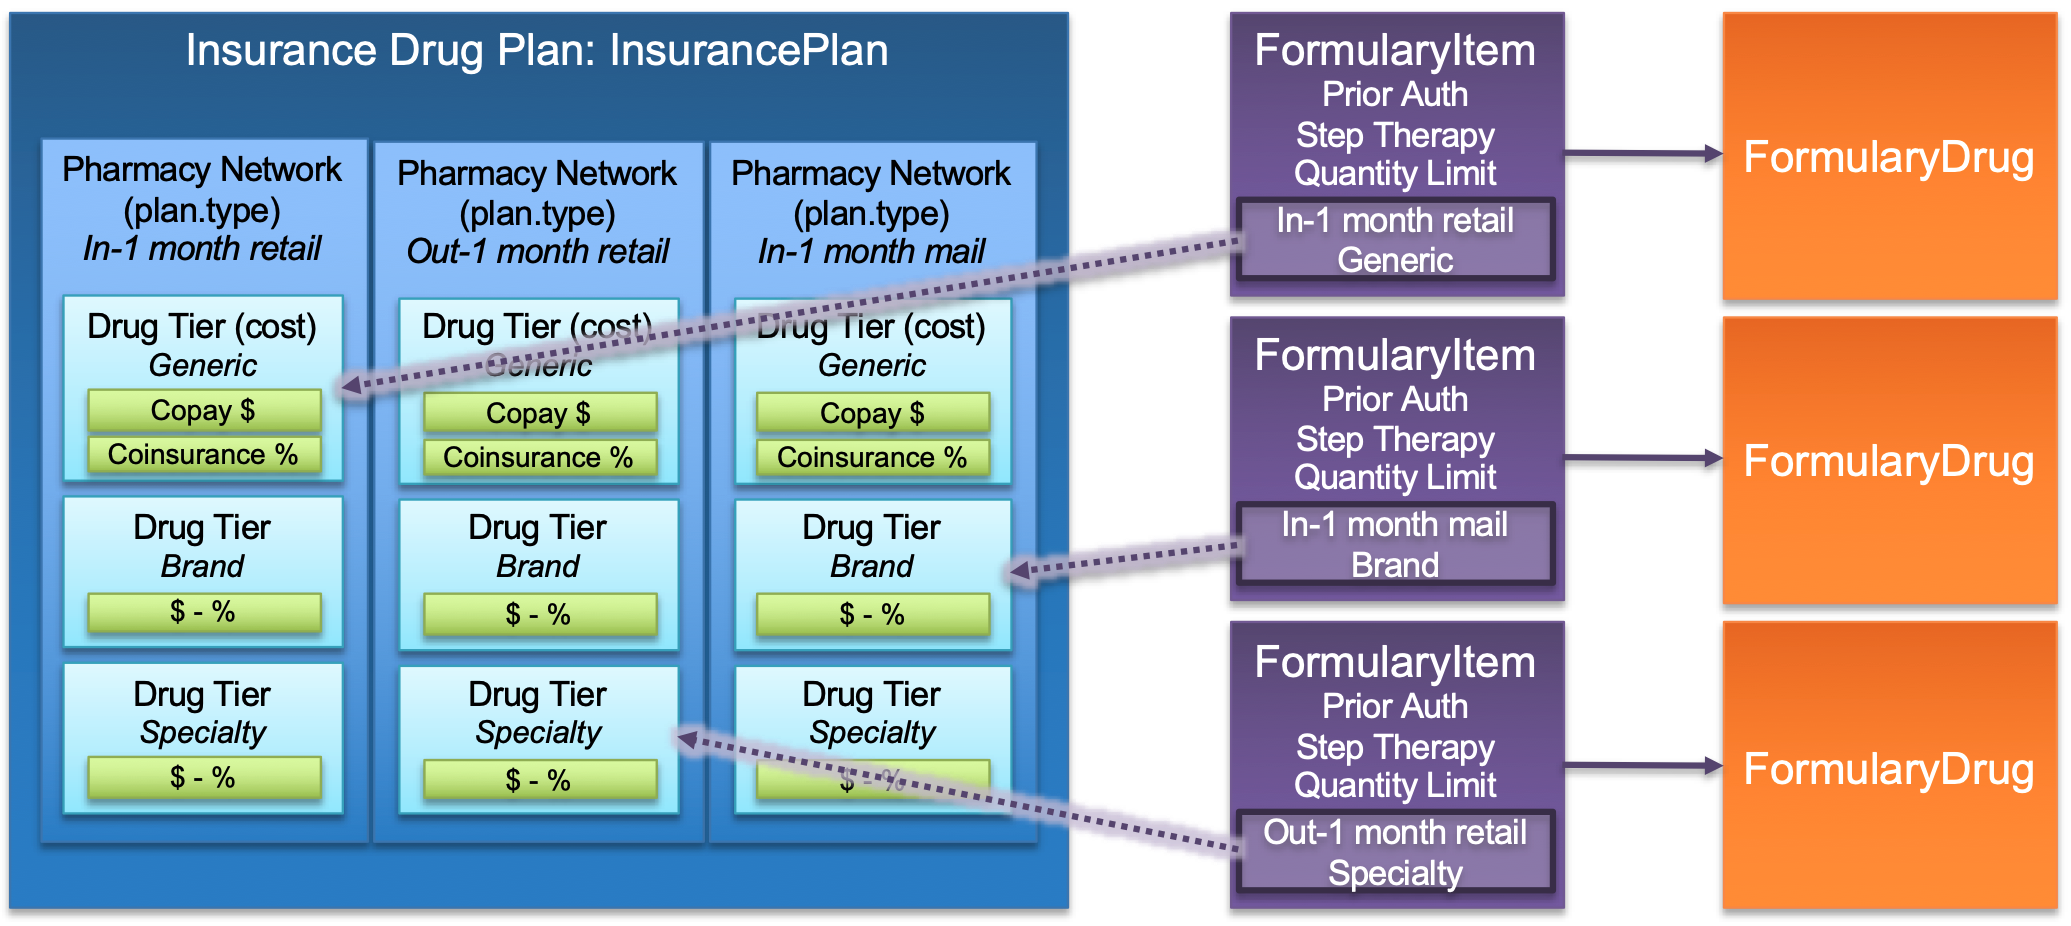 Insurance Drug Plan: InsurancePlan
Pharmacy Network
(plan.type)
In-1 month retail
Drug Tier (cost)
Generic
Copay $
Coinsurance %
Drug Tier
Brand
$ - %
Drug Tier
Specialty
$ - %
Pharmacy Network
(plan.type)
Out-1 month retail
Drug Tier (cost)
Generic
Copay $
Coinsurance %
Drug Tier
Brand
$ - %
Drug Tier
Specialty
$ - %
Pharmacy Network
(plan.type)
In-1 month mail
Drug Tier (cost)
Generic
Copay $
Coinsurance %
Drug Tier
Brand
$ - %
Drug Tier
Specialty
$ - %
FormularyItem
Prior Auth
Step Therapy
Quantity Limit
In-1 month retail
Generic
FormularyDrug
FormularyItem
Prior Auth
Step Therapy
Quantity Limit
In-1 month mail
Brand
FormularyDrug
FormularyItem
Prior Auth
Step Therapy
Quantity Limit
Out-1 month retail
Specialty
FormularyDrug